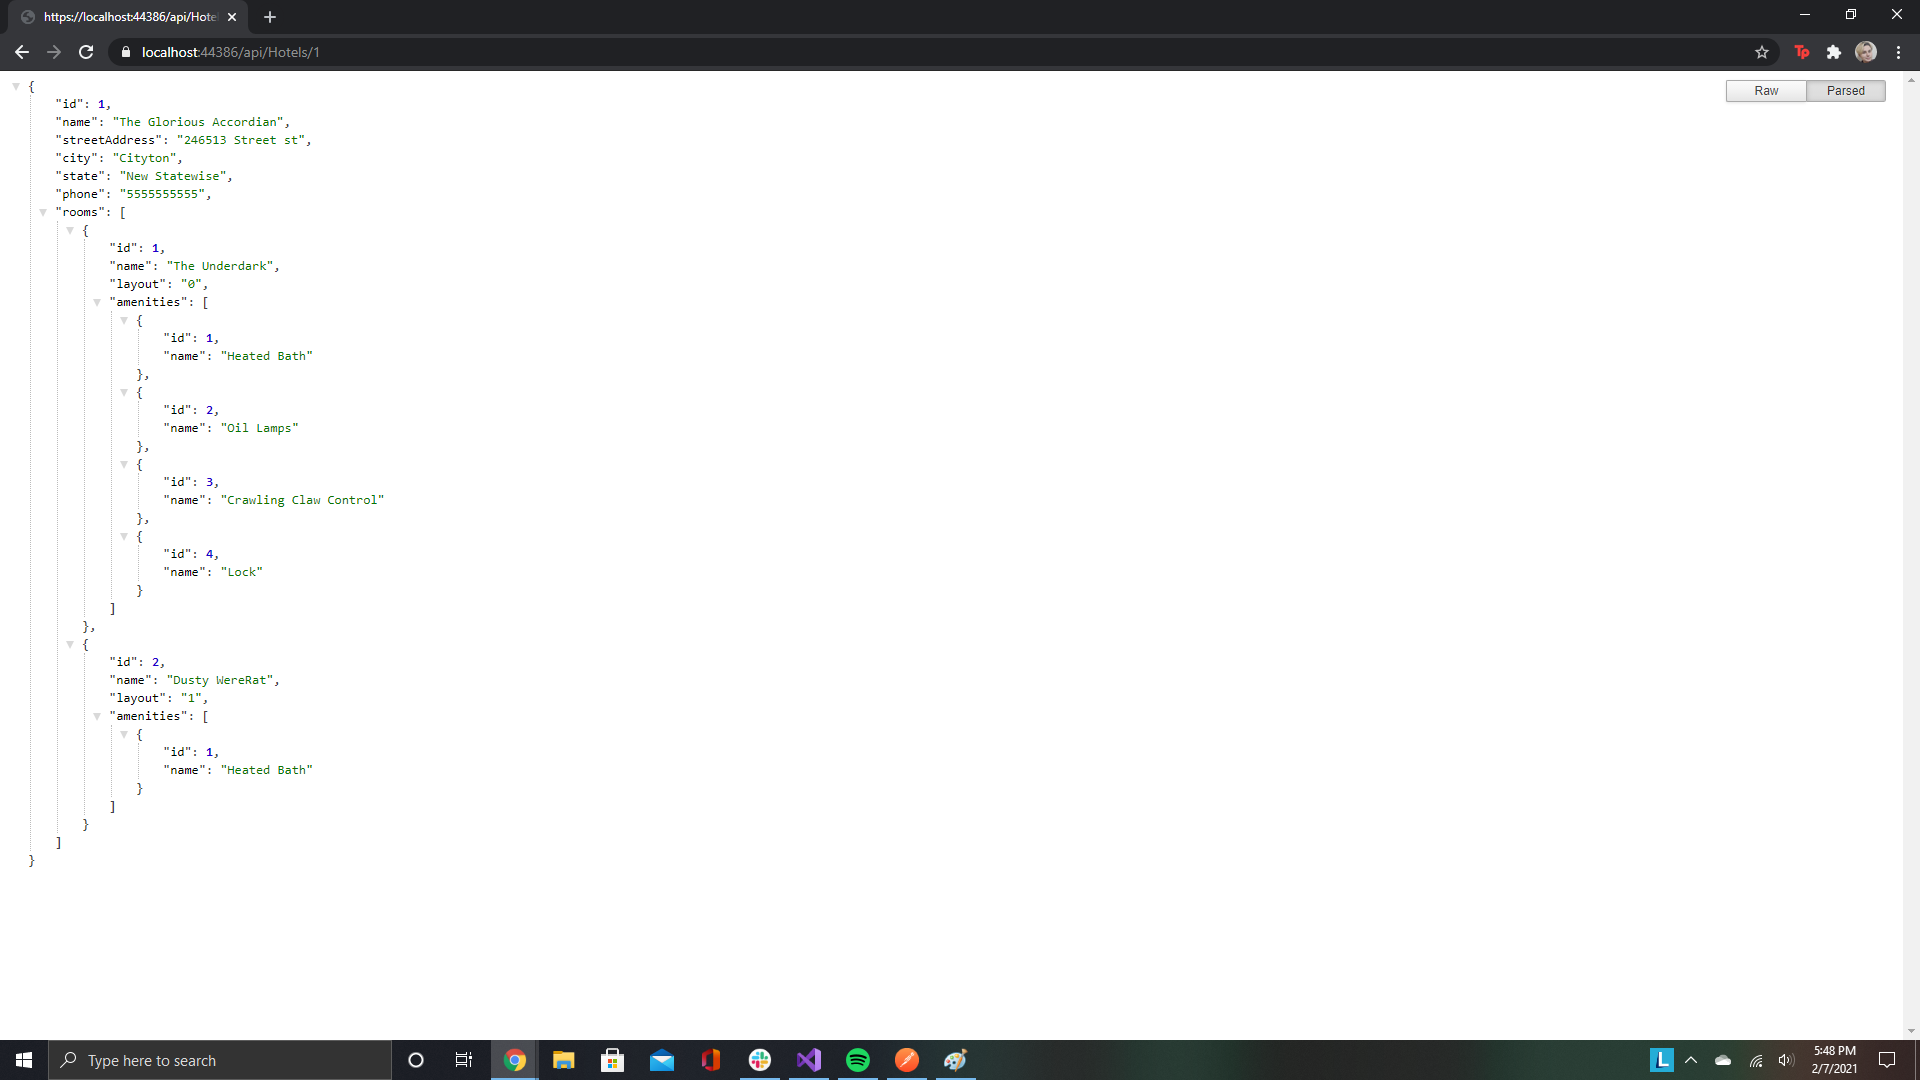 https://localhost:44386/api/Hote
localhost:44386/api/Hotels/1
Tp
Raw Parsed
{
"id": 1,
"name": "The Glorious Accordian",
"streetAddress": "246513 Street st",
"city": "Cityton",
"state": "New Statewise",
"phone": "5555555555",
"rooms": [
{
"id": 1,
"name": "The Underdark",
"layout": "0",
"amenities": [
{
"id": 1,
"name": "Heated Bath"
},
{
"id": 2,
"name": "Oil Lamps"
},
{
"id": 3,
"name": "Crawling Claw Control"
},
{
"id": 4,
"name": "Lock"
}
]
},
{
"id": 2,
"name": "Dusty WereRat",
"layout": "1",
"amenities": [
{
"id": 1,
"name": "Heated Bath"
}
]
}
]
}
Type here to search
L
5:48 PM
2/7/2021